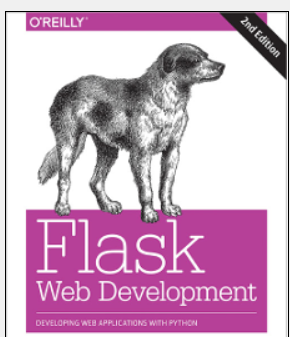 O'REILLY®
2nd Edition
Flask
Web Development
DEVELOPING WEB APPLICATIONS WITH PYTHON